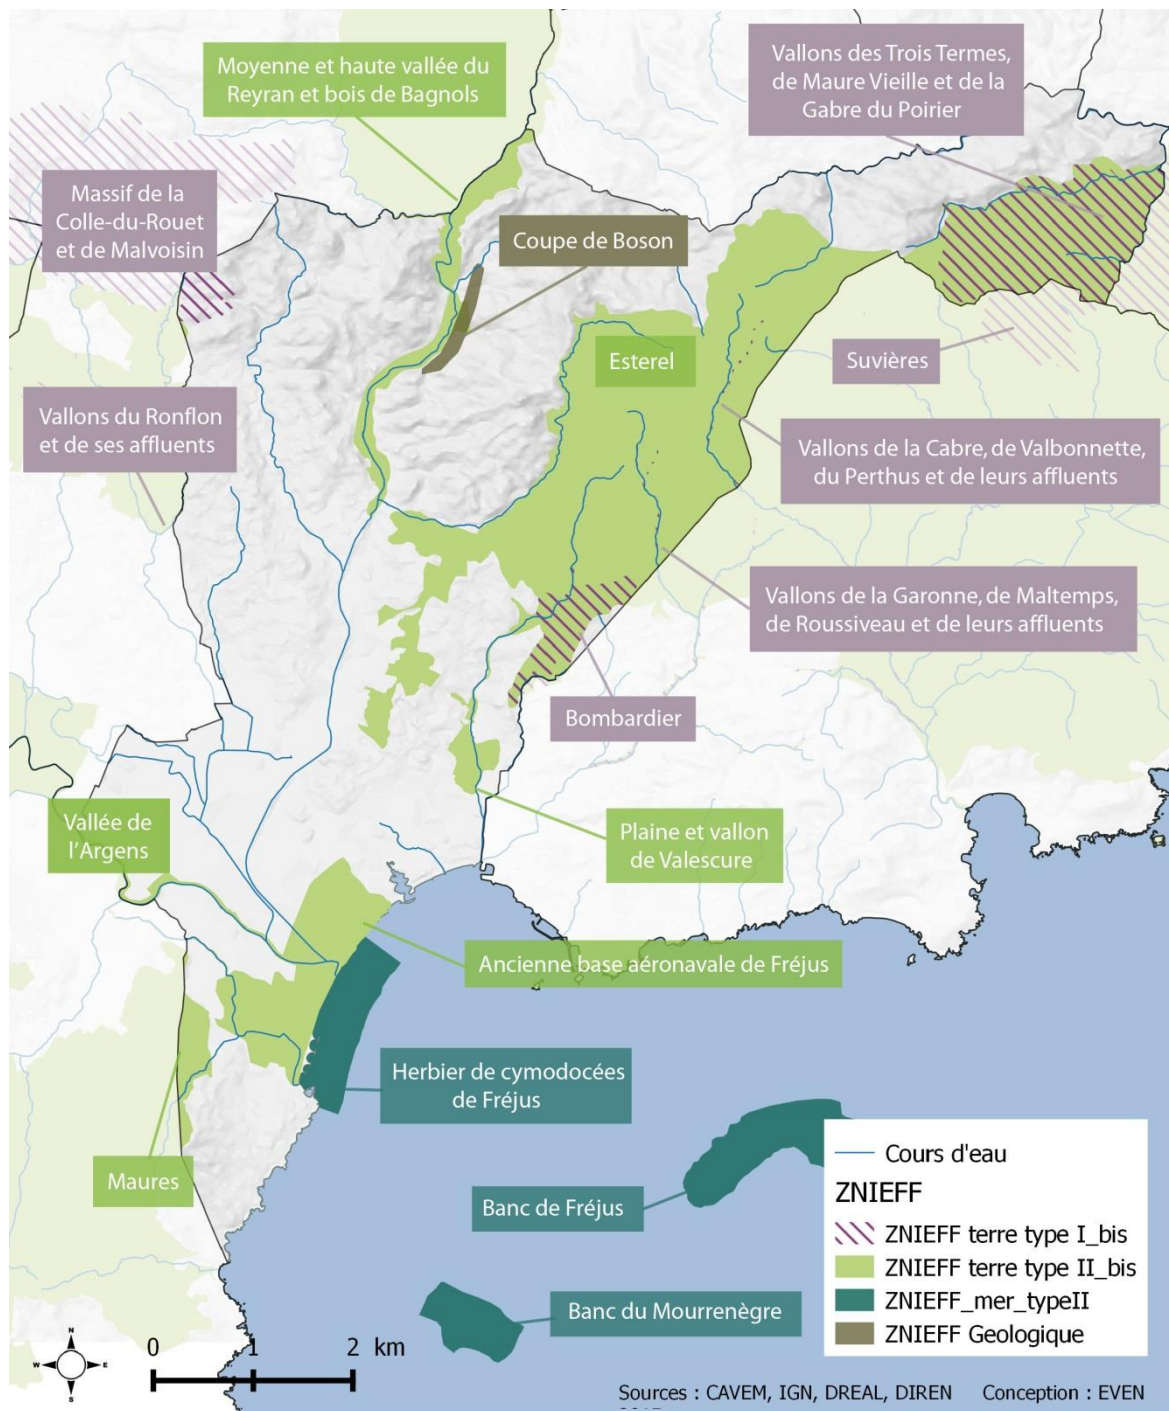 Moyenne et haute vallée du
Reyran et bois de Bagnols
Vallons des Trois Termes,
de Maure Vieille et de la
Gabre du Poirier
Massif de la
Colle-du-Rouet
et de Malvoisin
Coupe de Boson
Esterel
Suvières
Vallons du Ronflon
et de ses affluents
Vallons de la Cabre, de Valbonnette,
du Perthus et de leurs affluents
Vallons de la Garonne, de Maltemps,
de Roussiveau et de leurs affluents
Bombardier
Vallée de
l'Argens
Plaine et vallon
de Valescure
Ancienne base aéronavale de Fréjus
Herbier de cymodocées
de Fréjus
Maures
Banc de Fréjus
Banc du Mourrenègre
Cours d'eau
ZNIEFF
ZNIEFF terre type I_bis
ZNIEFF terre type II_bis
ZNIEFF_mer_typeII
ZNIEFF Geologique
N
W E
S
0 1 2 km
Sources : CAVEM, IGN, DREAL, DIREN Conception : EVEN